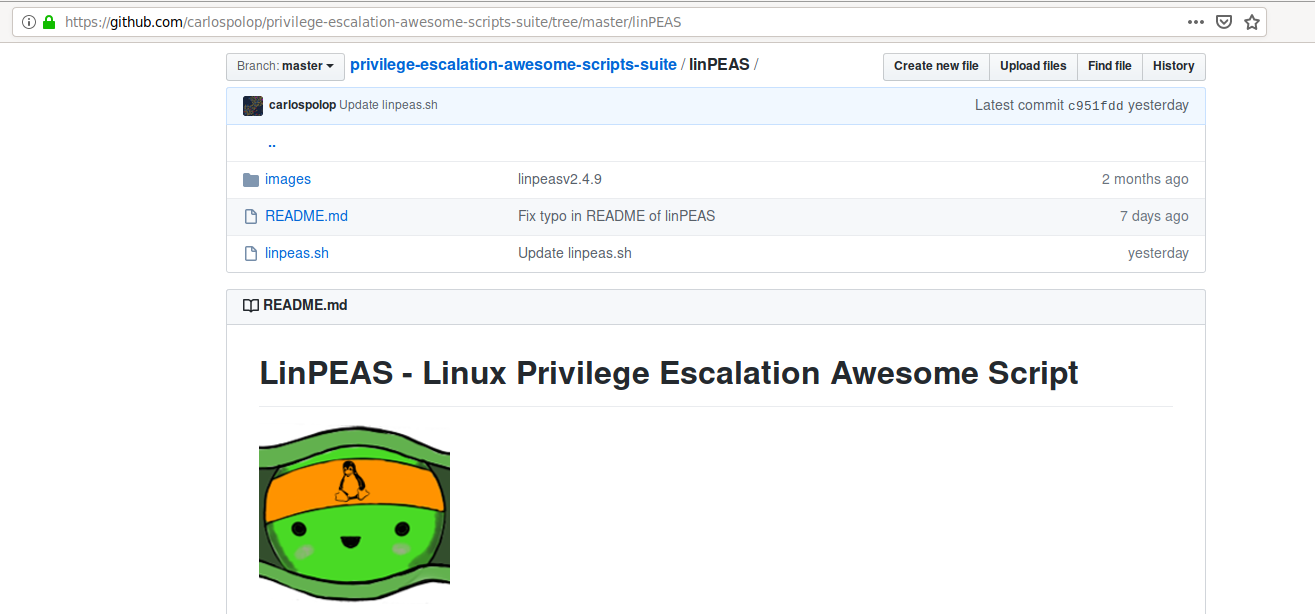 https://github.com/carlospolop/privilege-escalation-awesome-scripts-suite/tree/master/linPEAS
Branch: master privilege-escalation-awesome-scripts-suite / linPEAS / Create new file Upload files Find file History
carlospolop Update linpeas.sh Latest commit c951fdd yesterday
..
images linpeasv2.4.9 2 months ago
README.md Fix typo in README of linPEAS 7 days ago
linpeas.sh Update linpeas.sh yesterday
README.md
LinPEAS - Linux Privilege Escalation Awesome Script